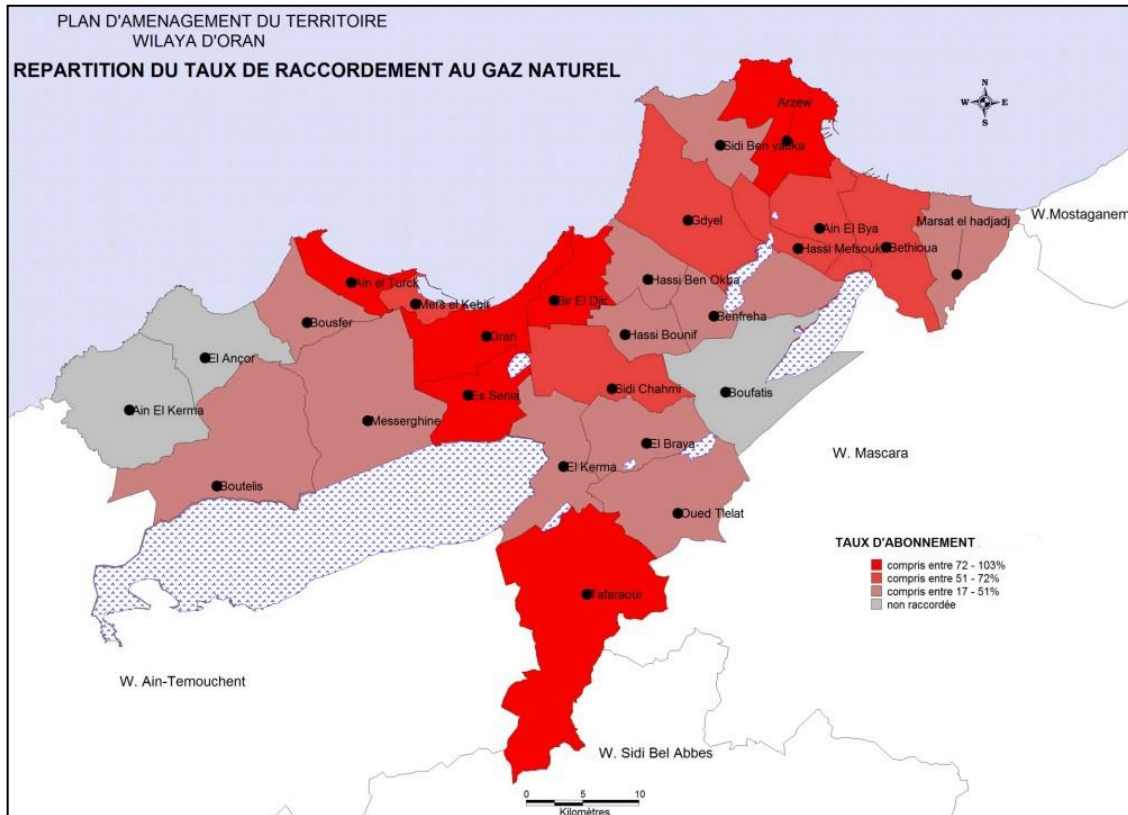 PLAN D'AMENAGEMENT DU TERRITOIRE
WILAYA D'ORAN
REPARTITION DU TAUX DE RACCORDEMENT AU GAZ NATUREL
N
W E
S
Arzew
Sidi Ben yabka
W.Mostaganem
Marsat el hadjadj
Gdyel
Ain El Bya
Hassi Mefsoukh
Bethioua
Ain el Turck
Hassi Ben Okba
Mers el Kebir
Bir El Djir
Benfreha
Bousfer
Oran
Hassi Bounif
El Ançor
Sidi Chahmi
Boufatis
Es Senia
Ain El Kerma
Messerghine
El Braya
W. Mascara
El Kerma
Boutelis
Oued Tlelat
TAUX D'ABONNEMENT
compris entre 72 - 103%
compris entre 51 - 72%
compris entre 17 - 51%
non raccordée
Tafaraoui
W. Ain-Temouchent
W. Sidi Bel Abbes
0 5 10
Kilomètres